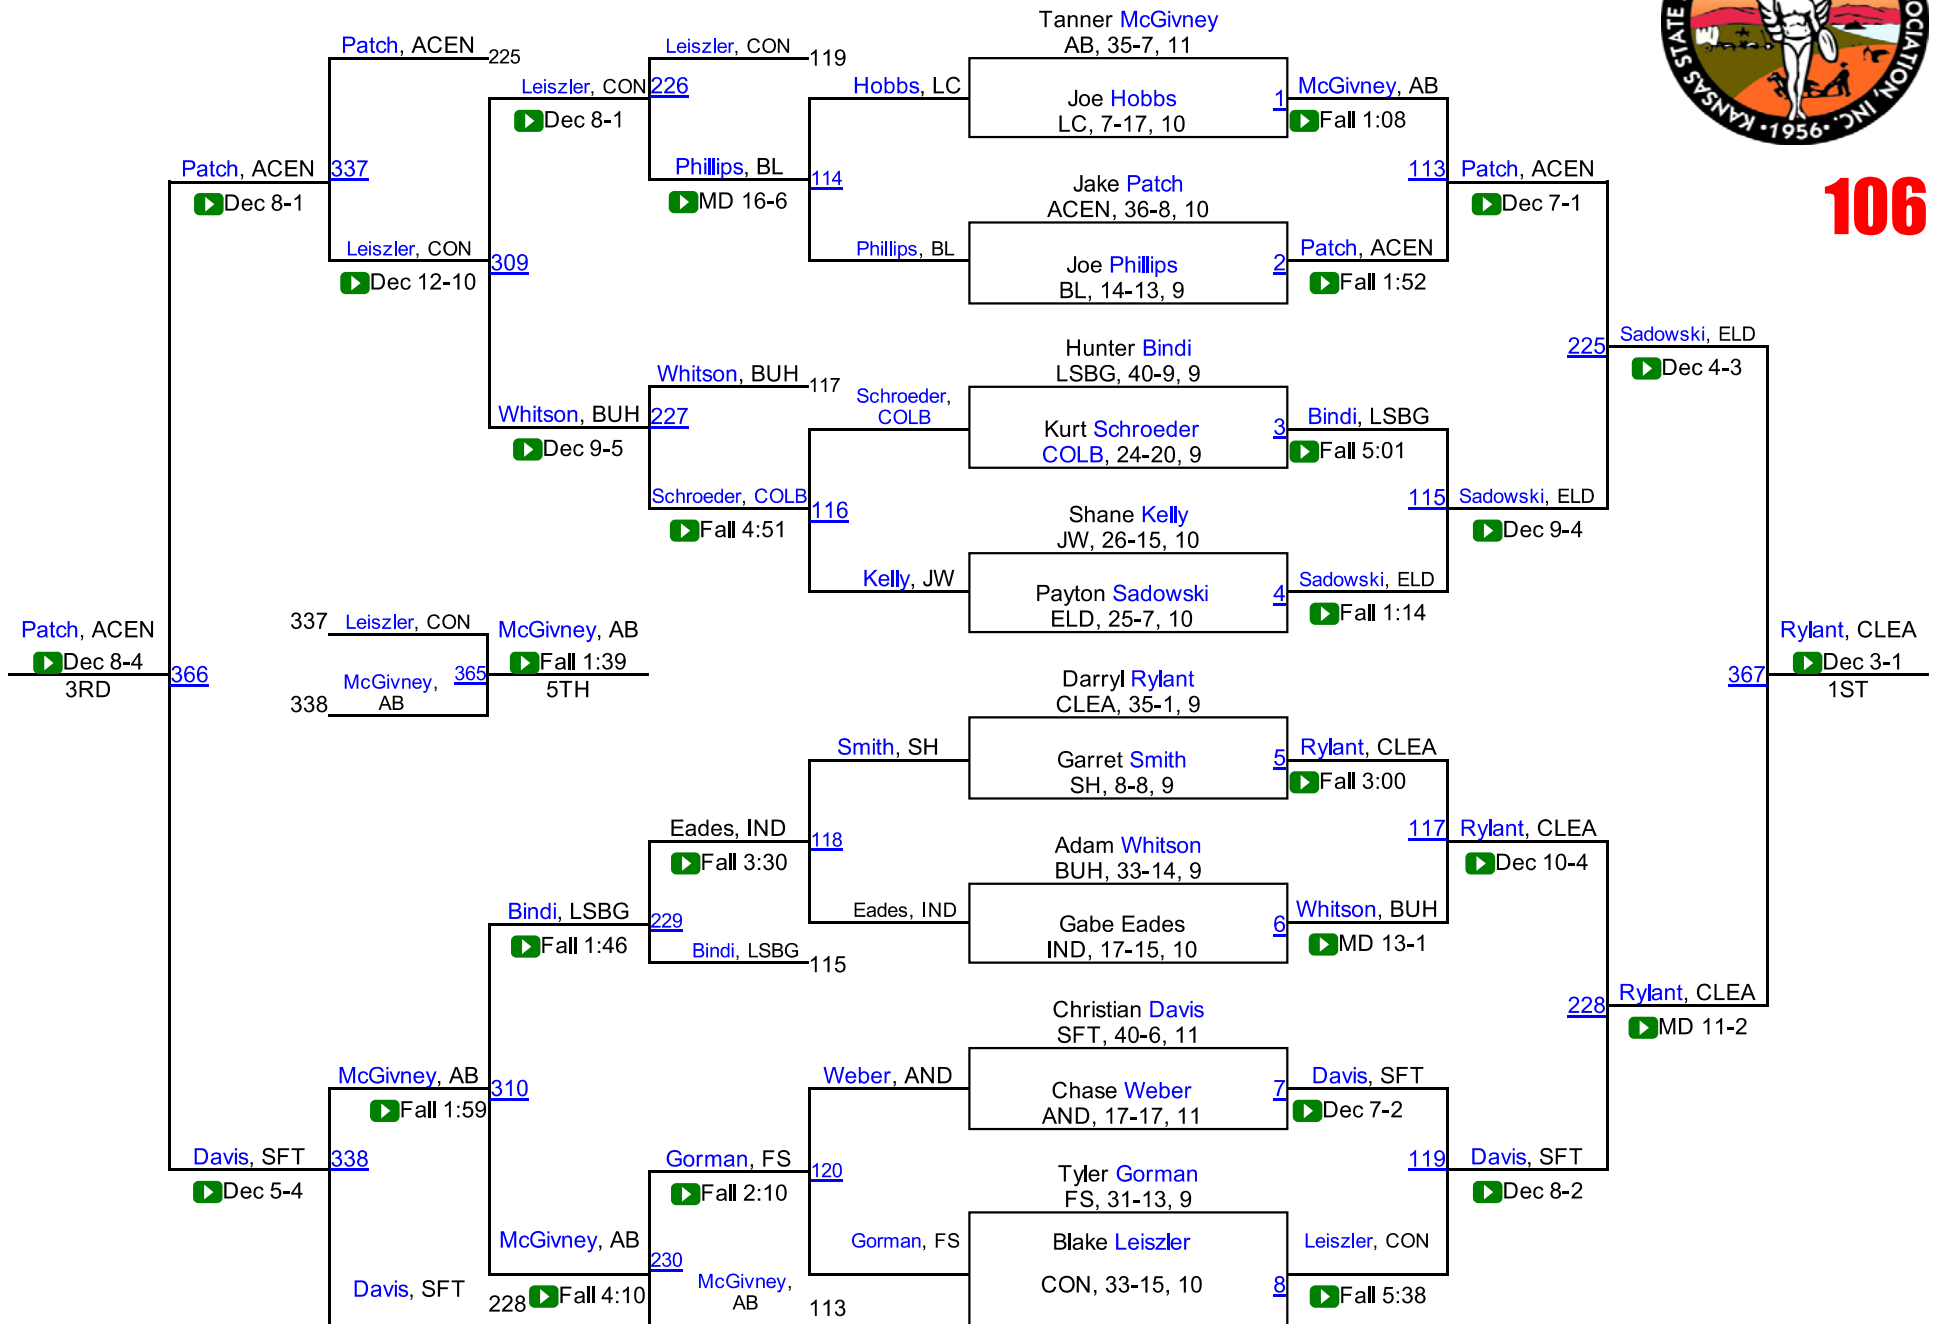 Tanner McGivney
AB, 35-7, 11
Joe Hobbs
LC, 7-17, 10
Jake Patch
ACEN, 36-8, 10
Joe Phillips
BL, 14-13, 9
Hunter Bindi
LSBG, 40-9, 9
Kurt Schroeder
COLB, 24-20, 9
Shane Kelly
JW, 26-15, 10
Payton Sadowski
ELD, 25-7, 10
Darryl Rylant
CLEA, 35-1, 9
Garret Smith
SH, 8-8, 9
Adam Whitson
BUH, 33-14, 9
Gabe Eades
IND, 17-15, 10
Christian Davis
SFT, 40-6, 11
Chase Weber
AND, 17-17, 11
Tyler Gorman
FS, 31-13, 9
Blake Leiszler
CON, 33-15, 10
1
McGivney, AB
Fall 1:08
2
Patch, ACEN
Fall 1:52
3
Bindi, LSBG
Fall 5:01
4
Sadowski, ELD
Fall 1:14
5
Rylant, CLEA
Fall 3:00
6
Whitson, BUH
MD 13-1
7
Davis, SFT
Dec 7-2
8
Leiszler, CON
Fall 5:38
113
Patch, ACEN
Dec 7-1
115
Sadowski, ELD
Dec 9-4
117
Rylant, CLEA
Dec 10-4
119
Davis, SFT
Dec 8-2
225
Sadowski, ELD
Dec 4-3
228
Rylant, CLEA
MD 11-2
367
Rylant, CLEA
Dec 3-1
1ST
Hobbs, LC
Phillips, BL
Schroeder,
COLB
Kelly, JW
Smith, SH
Eades, IND
Weber, AND
Gorman, FS
Leiszler, CON
119
114
Phillips, BL
MD 16-6
Whitson, BUH
117
116
Schroeder, COLB
Fall 4:51
118
Eades, IND
Fall 3:30
Bindi, LSBG
115
120
Gorman, FS
Fall 2:10
McGivney,
AB
113
226
Leiszler, CON
Dec 8-1
227
Whitson, BUH
Dec 9-5
229
Bindi, LSBG
Fall 1:46
230
McGivney, AB
Fall 4:10
Patch, ACEN
225
309
Leiszler, CON
Dec 12-10
310
McGivney, AB
Fall 1:59
Davis, SFT
228
337
Patch, ACEN
Dec 8-1
338
Davis, SFT
Dec 5-4
366
Patch, ACEN
Dec 8-4
3RD
337
Leiszler, CON
338
McGivney,
AB
365
McGivney, AB
Fall 1:39
5TH
106
KANSAS STATE
OCIATION, INC.
•1956•